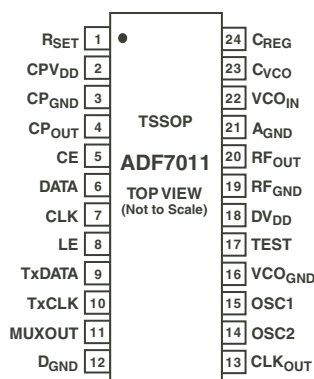 RSET 1 24 CREG
CPVDD 2 23 CVCO
CPGND 3 22 VCOIN
CPOUT 4 TSSOP 21 AGND
CE 5 ADF7011 20 RFOUT
DATA 6 TOP VIEW 19 RFGND
CLK 7 (Not to Scale) 18 DVDD
LE 8 17 TEST
TxDATA 9 16 VCOGND
TxCLK 10 15 OSC1
MUXOUT 11 14 OSC2
DGND 12 13 CLKOUT